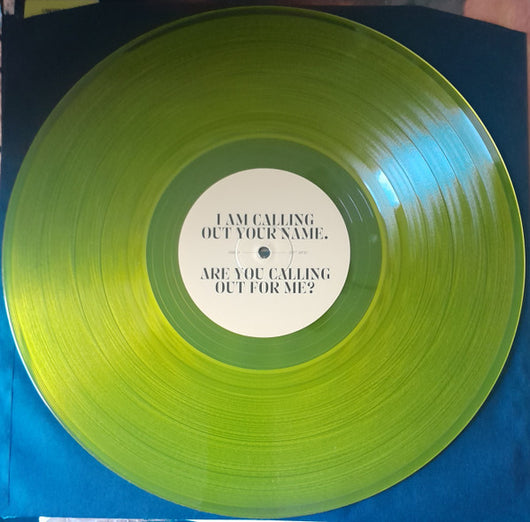 I AM CALLING
OUT YOUR NAME.
ARE YOU CALLING
OUT FOR ME?